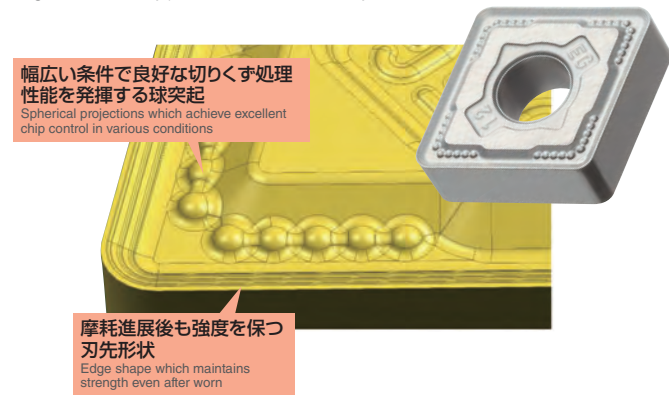 幅広い条件で良好な切りくず処理
性能を発揮する球突起
Spherical projections which achieve excellent
chip control in various conditions
摩耗進展後も強度を保つ
刃先形状
Edge shape which maintains
strength even after worn